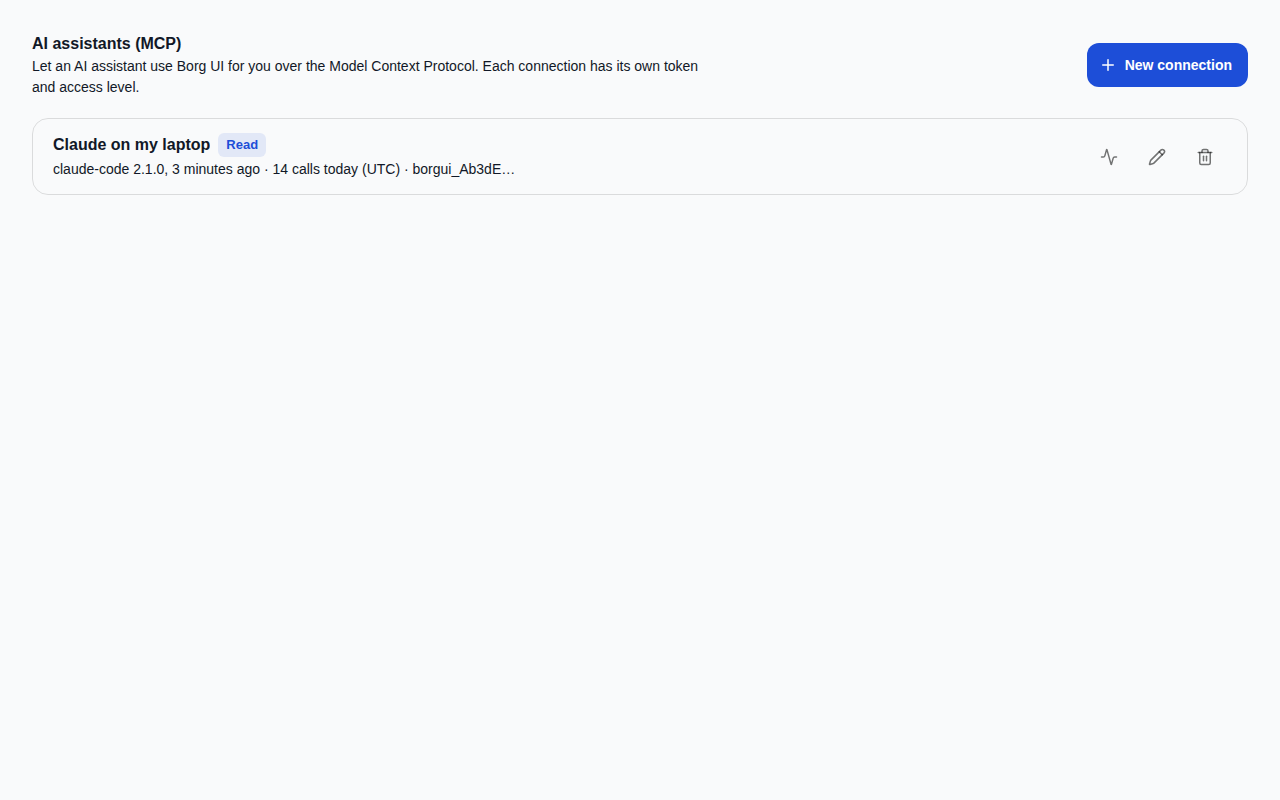 AI assistants (MCP)
Let an AI assistant use Borg UI for you over the Model Context Protocol. Each connection has its own token
and access level.
New connection
Claude on my laptop Read
claude-code 2.1.0, 3 minutes ago · 14 calls today (UTC) · borgui_Ab3dE…